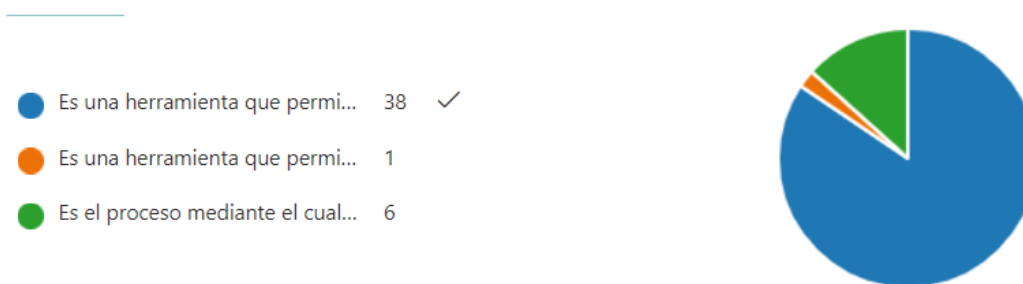 Es una herramienta que permi... 38
Es una herramienta que permi... 1
Es el proceso mediante el cual... 6